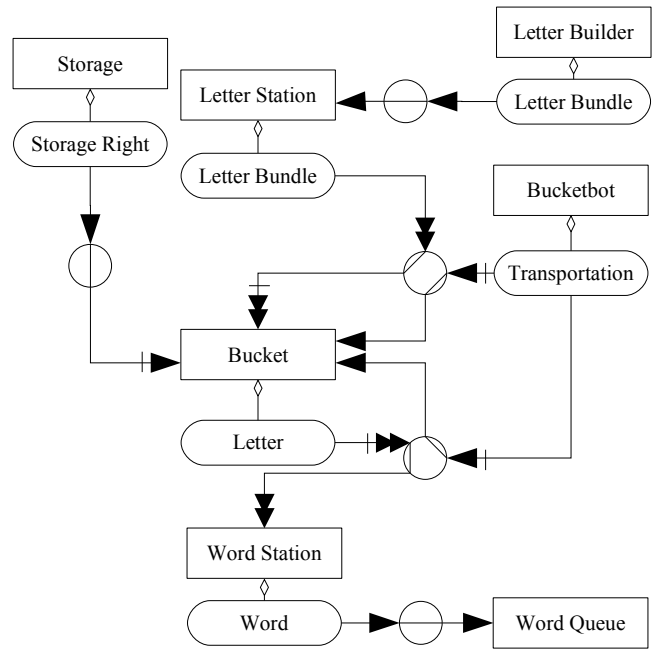 Letter Builder
Storage
Letter Station
Letter Bundle
Storage Right
Letter Bundle
Bucketbot
Transportation
Bucket
Letter
Word Station
Word
Word Queue